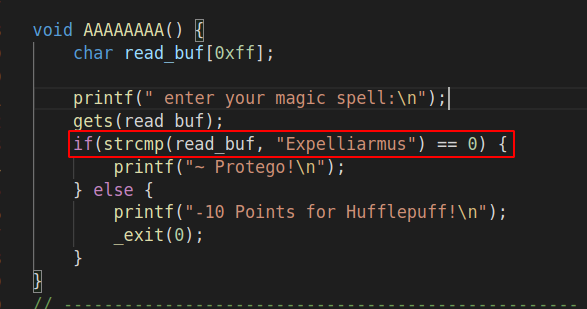 void AAAAAAAA() {
char read_buf[0xff];
printf(" enter your magic spell:\n");
gets(read_buf);
if(strcmp(read_buf, "Expelliarmus") == 0) {
printf("~ Protego!\n");
} else {
printf("-10 Points for Hufflepuff!\n");
_exit(0);
}
}
// ---------------------------------------------------